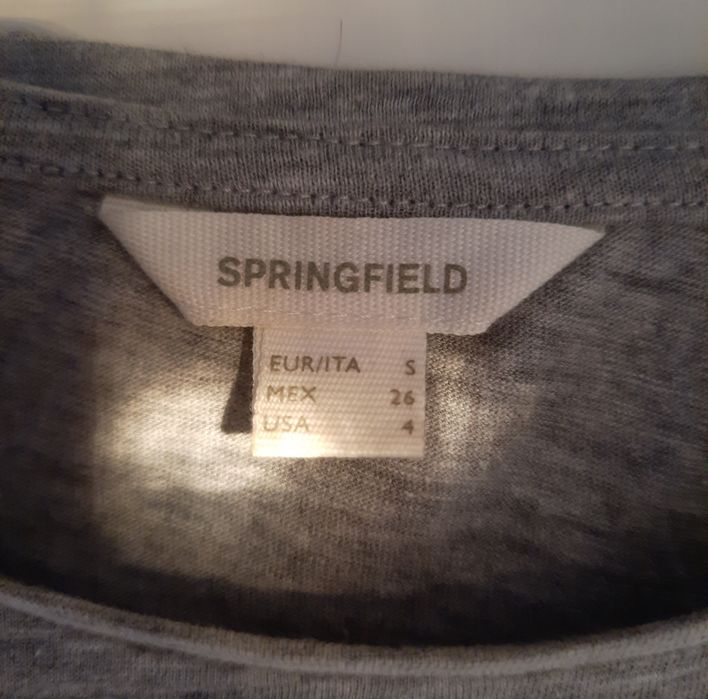 SPRINGFIELD
EUR/ITA S
MEX 26
USA 4